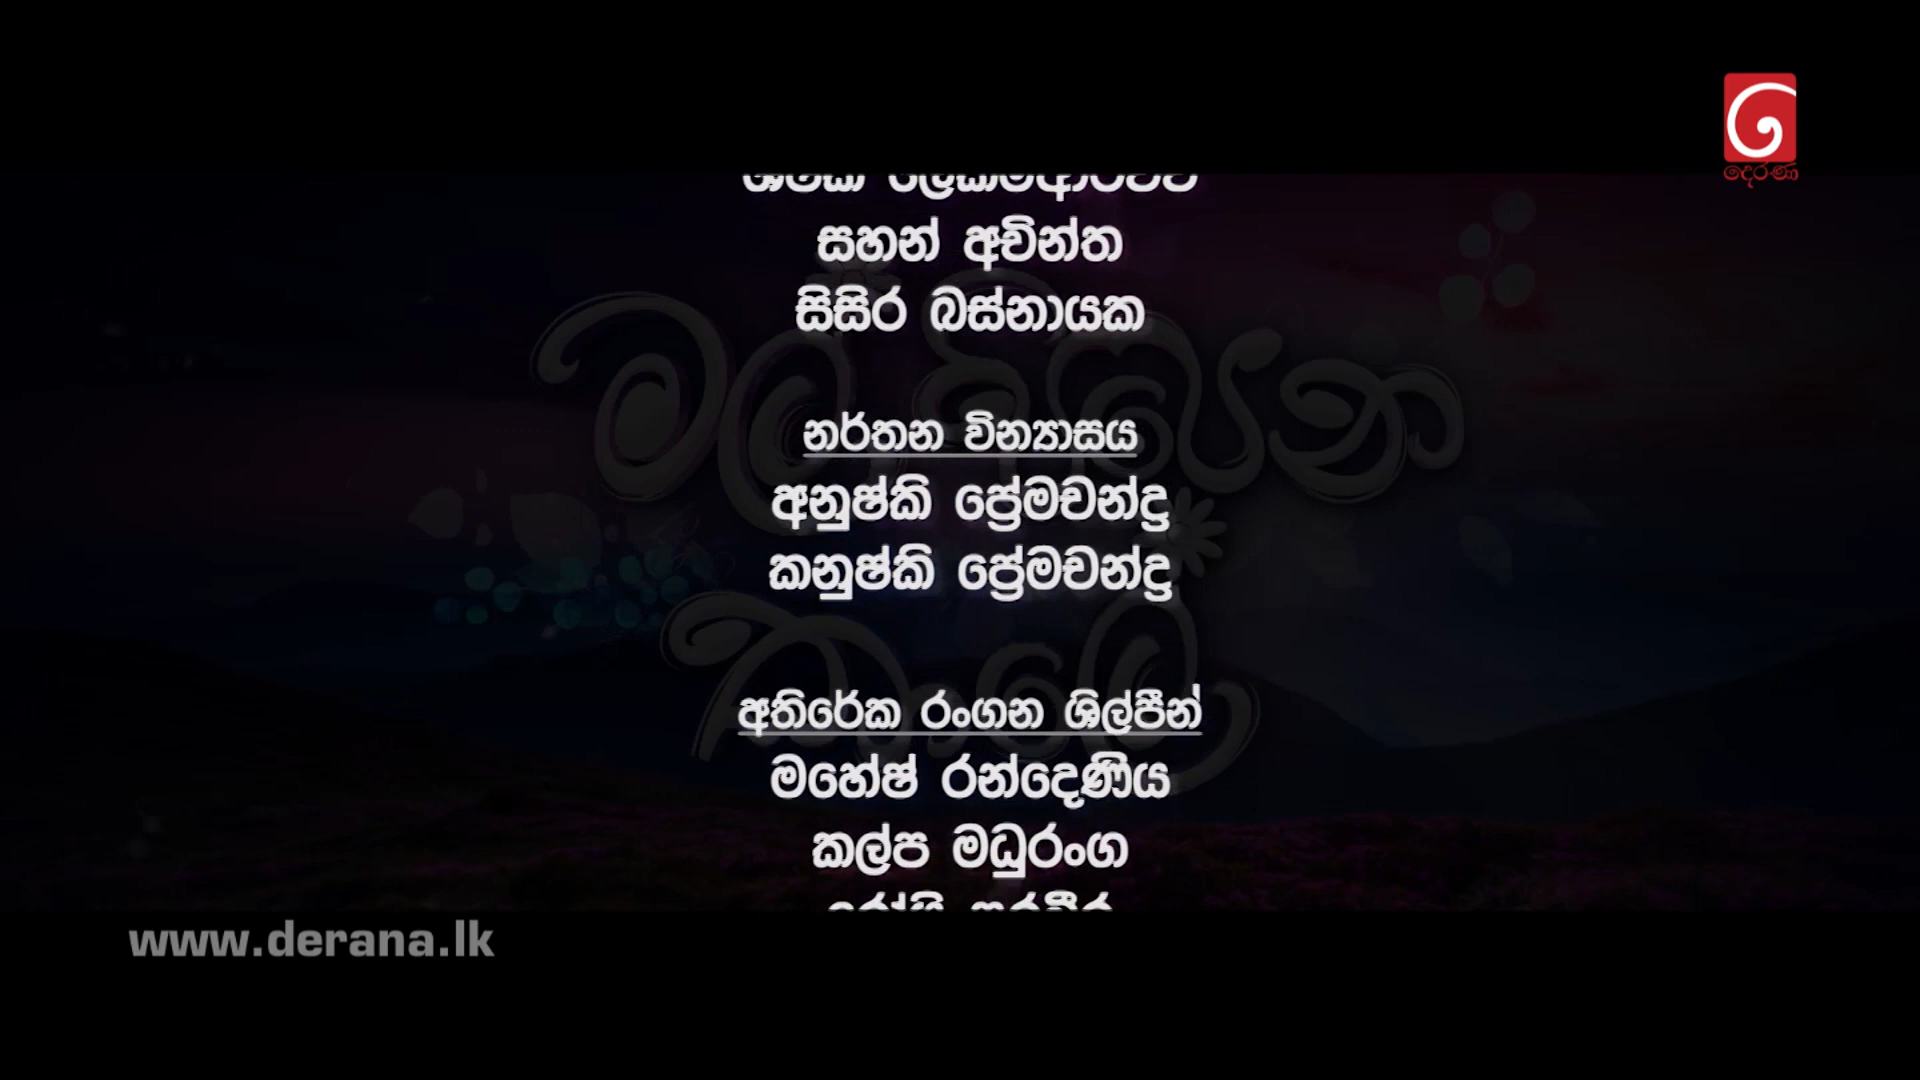 දෙරණ
සහන් අචින්ත
සිසිර බස්නායක
නර්තන වින්‍යාසය
අනුෂ්කි ප්‍රේමචන්ද්‍ර
කනුෂ්කි ප්‍රේමචන්ද්‍ර
අතිරේක රංගන ශිල්පීන්
මහේෂ් රන්දෙණිය
කල්ප මධුරංග
www.derana.lk
මල් පිපෙන
කාලේ